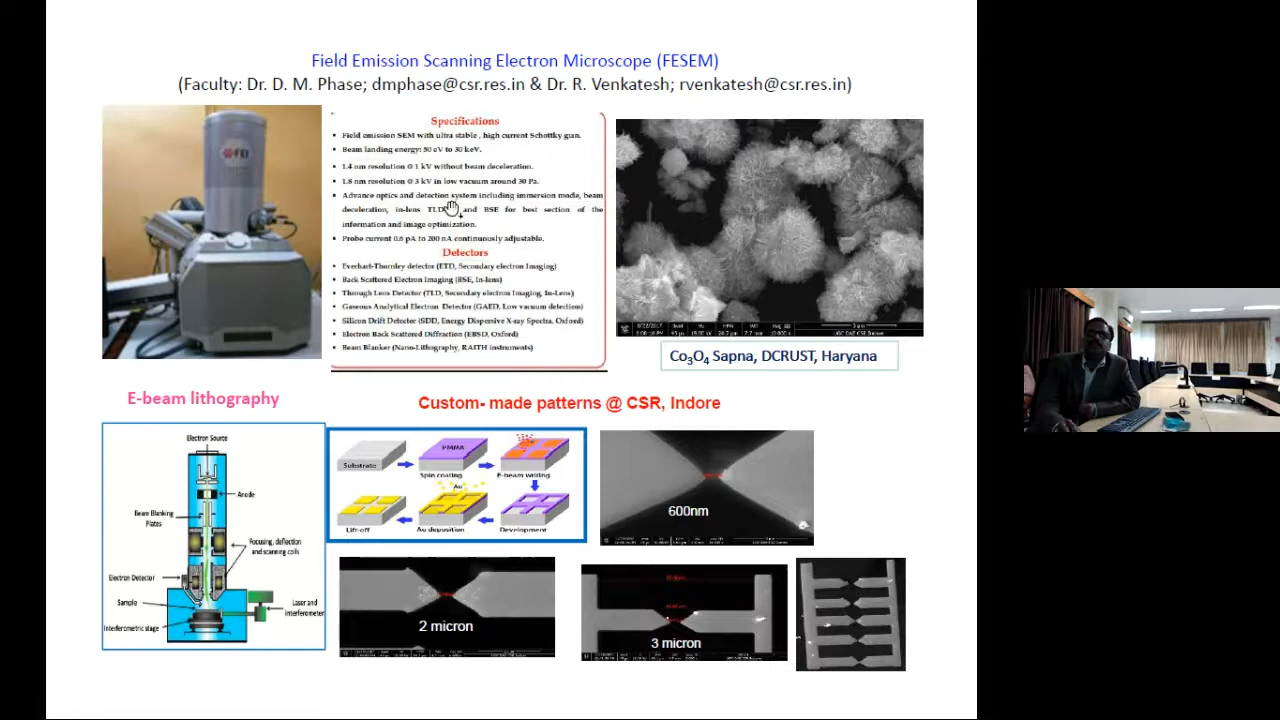 Field Emission Scanning Electron Microscope (FESEM)
(Faculty: Dr. D. M. Phase; dmphase@csr.res.in & Dr. R. Venkatesh; rvenkatesh@csr.res.in)
FEI
Specifications
Field emission SEM with ultra stable , high current Schottky gun.
Beam landing energy: 50 eV to 30 keV.
1.4 nm resolution @ 1 kV without beam deceleration.
1.8 nm resolution @ 3 kV in low vacuum around 30 Pa.
Advance optics and detection system including immersion mode, beam
deceleration, in-lens TLD and BSE for best section of the
information and image optimization.
Probe current 0.6 pA to 200 nA continuously adjustable.
Detectors
Everhart-Thornley detector (ETD, Secondary electron Imaging)
Back Scattered Electron Imaging (BSE, In-lens)
Through Lens Detector (TLD, Secondary electron Imaging, In-Lens)
Gaseous Analytical Electron Detector (GAED, Low vacuum detection)
Silicon Drift Detector (SDD, Energy Dispersive X-ray Spectra, Oxford)
Electron Back Scattered Diffraction (EBSD, Oxford)
Beam Blanker (Nano-Lithography, RAITH instruments)
Co3O4 Sapna, DCRUST, Haryana
E-beam lithography
Custom- made patterns @ CSR, Indore
Electron Source
Anode
Beam Blanking
Plates
Focusing, deflection
and scanning coils
Electron Detector
Sample
Laser and
interferometer
Interferometric stage
Substrate
PMMA
Spin coating
E-beam writing
Au
Lift-off
Au deposition
Development
600nm
2 micron
3 micron